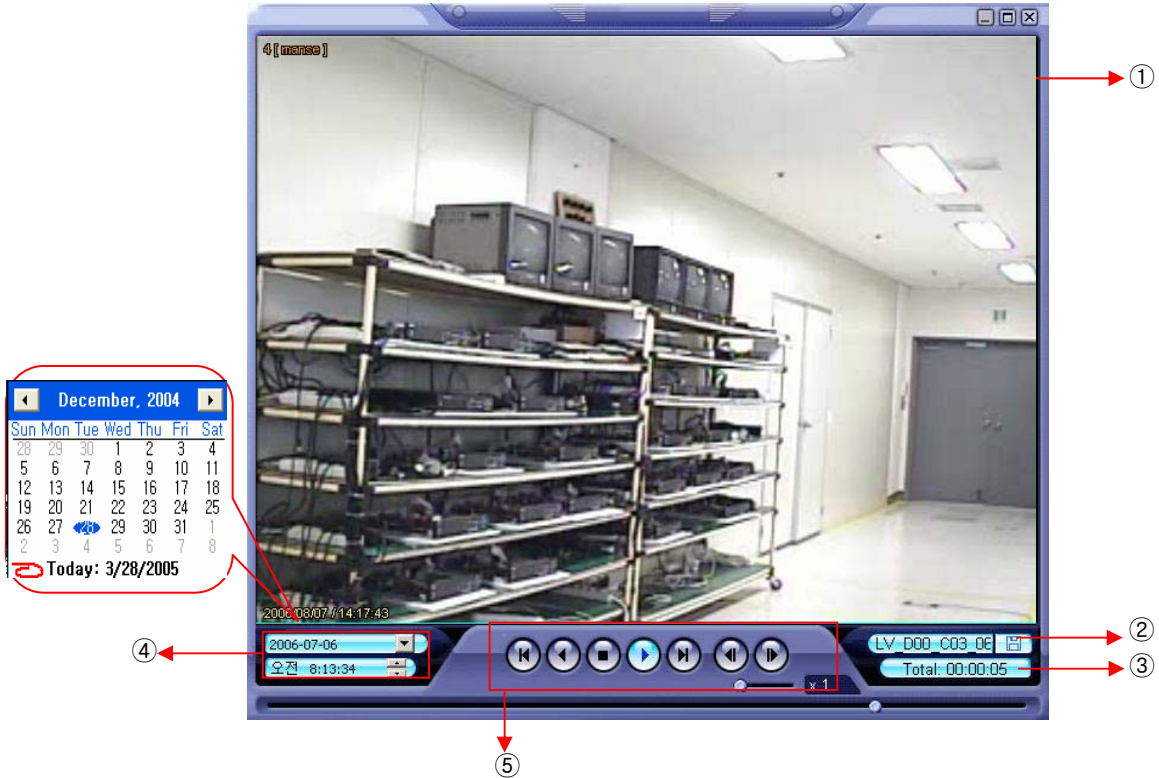 4 [ manse ]
①
December, 2004
Sun Mon Tue Wed Thu Fri Sat
28 29 30 1 2 3 4
5 6 7 8 9 10 11
12 13 14 15 16 17 18
19 20 21 22 23 24 25
26 27 28 29 30 31 1
2 3 4 5 6 7 8
Today: 3/28/2005
2006/08/07 / 14:17:43
④
2006-07-06
오전 8:13:34
x 1
LV_D00_C03_06
②
Total: 00:00:05
③
⑤